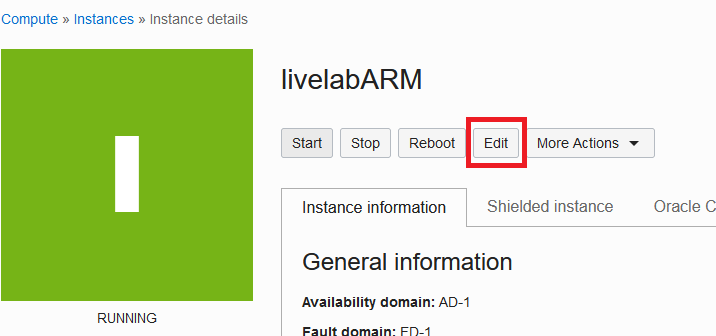 Compute » Instances » Instance details
livelabARM
Start Stop Reboot Edit More Actions
Instance information Shielded instance Oracle C
General information
Availability domain: AD-1
Fault domain: FD-1
RUNNING